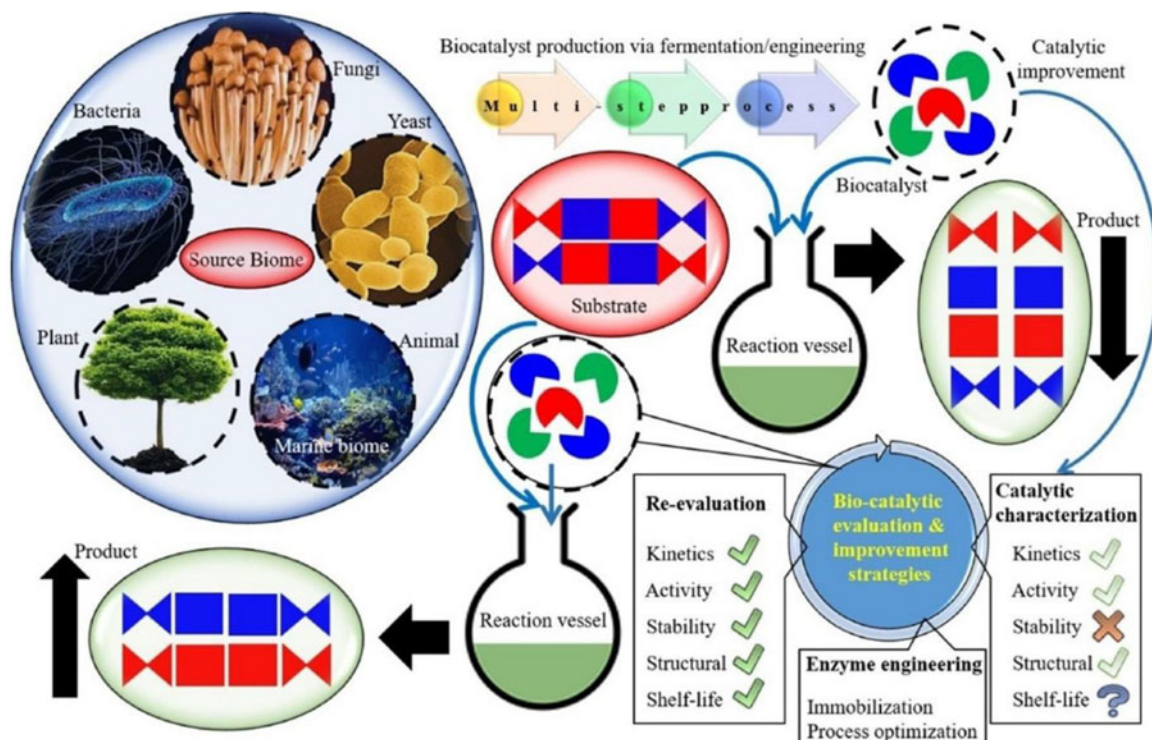 Fungi
Bacteria
Yeast
Source Biome
Plant
Animal
Marine biome
Biocatalyst production via fermentation/engineering
Multi-stepprocess
Catalytic
improvement
Biocatalyst
Substrate
Reaction vessel
Product
Reaction vessel
Product
Re-evaluation
Kinetics
Activity
Stability
Structural
Shelf-life
Bio-catalytic
evaluation &
improvement
strategies
Catalytic
characterization
Kinetics
Activity
Stability
Structural
Shelf-life
?
Enzyme engineering
Immobilization
Process optimization